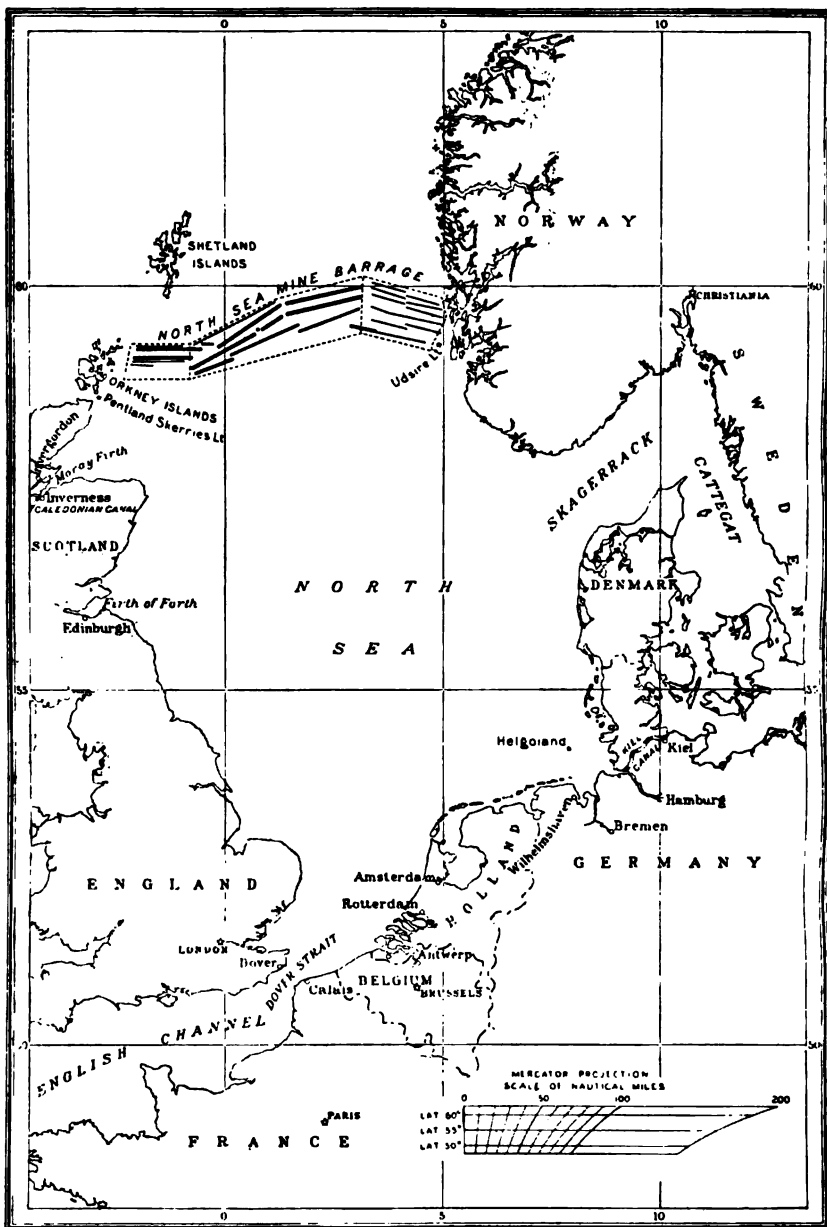 0 5 10
NORWAY
SHETLAND
ISLANDS
NORTH SEA MINE BARRAGE
60 60
CHRISTIANIA
Udsire Lt.
ORKNEY ISLANDS
Pentland Skerries Lt
SWEDEN
Invergordon
Moray Firth
Inverness
CALEDONIAN CANAL
SKAGERRACK
CATTEGAT
SCOTLAND
NORTH
SEA
DENMARK
Firth of Forth
Edinburgh
55 55
Helgoland
KIEL
CANAL
Kiel
Hamburg
Bremen
Wilhelmshaven
HOLLAND
GERMANY
ENGLAND
Amsterdam
Rotterdam
LONDON
Dover
DOVER STRAIT
Antwerp
BELGIUM
BRUSSELS
Calais
ENGLISH CHANNEL
50
MERCATOR PROJECTION
SCALE OF NAUTICAL MILES
0 50 100 200
LAT 60°
LAT 55°
LAT 50°
PARIS
FRANCE
0 5 10